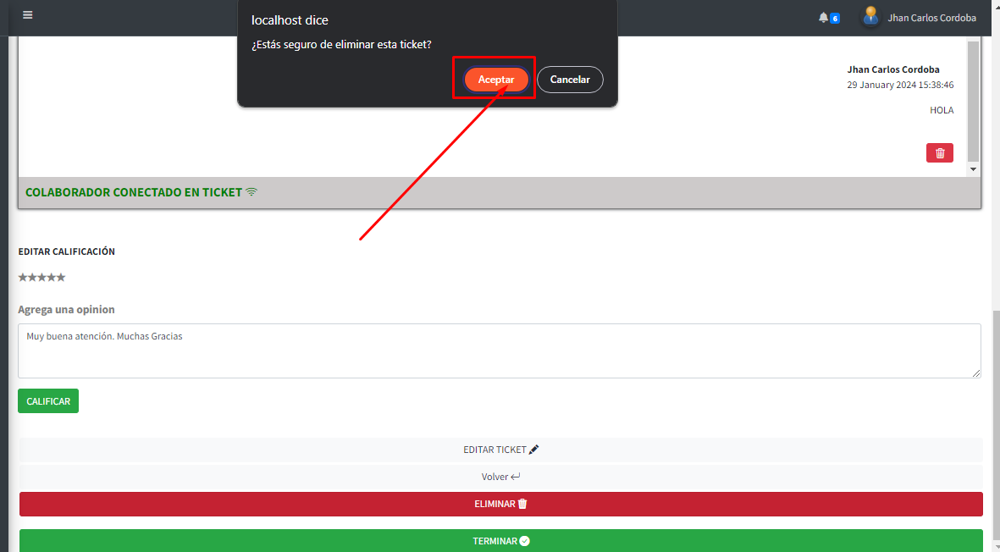 localhost dice
¿Estás seguro de eliminar esta ticket?
Aceptar
Cancelar
6
Jhan Carlos Cordoba
Jhan Carlos Cordoba
29 January 2024 15:38:46
HOLA
COLABORADOR CONECTADO EN TICKET
EDITAR CALIFICACIÓN
Agrega una opinion
Muy buena atención. Muchas Gracias
CALIFICAR
EDITAR TICKET
Volver
ELIMINAR
TERMINAR